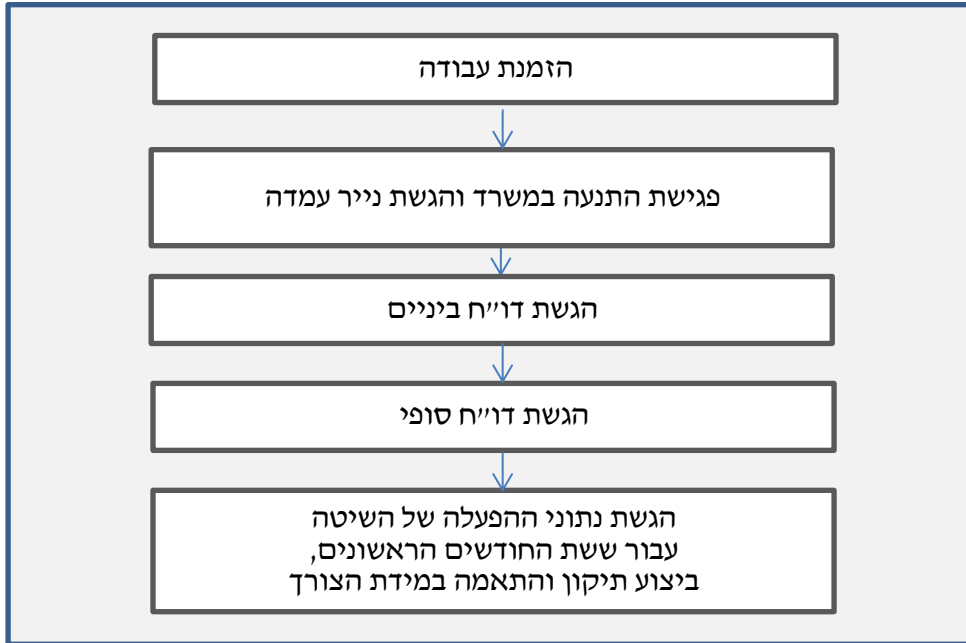 הזמנת עבודה
פגישת התנעה במשרד והגשת נייר עמדה
הגשת דו״ח ביניים
הגשת דו״ח סופי
הגשת נתוני ההפעלה של השיטה
עבור ששת החודשים הראשונים,
ביצוע תיקון והתאמה במידת הצורך